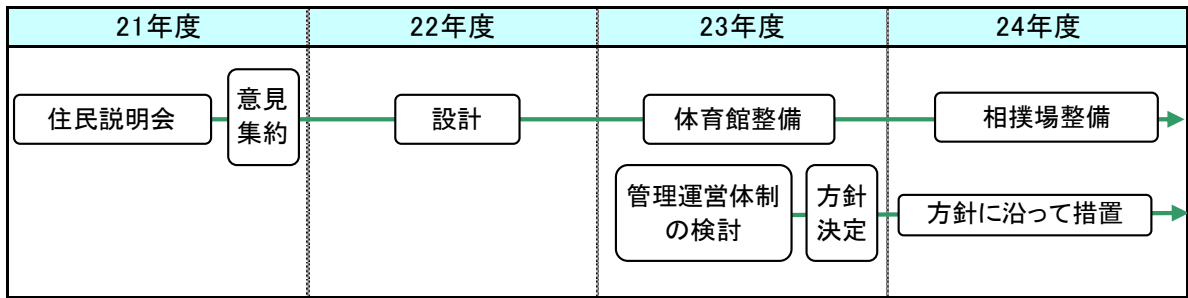 21年度
22年度
23年度
24年度
住民説明会
意見
集約
設計
体育館整備
相撲場整備
管理運営体制
の検討
方針
決定
方針に沿って措置